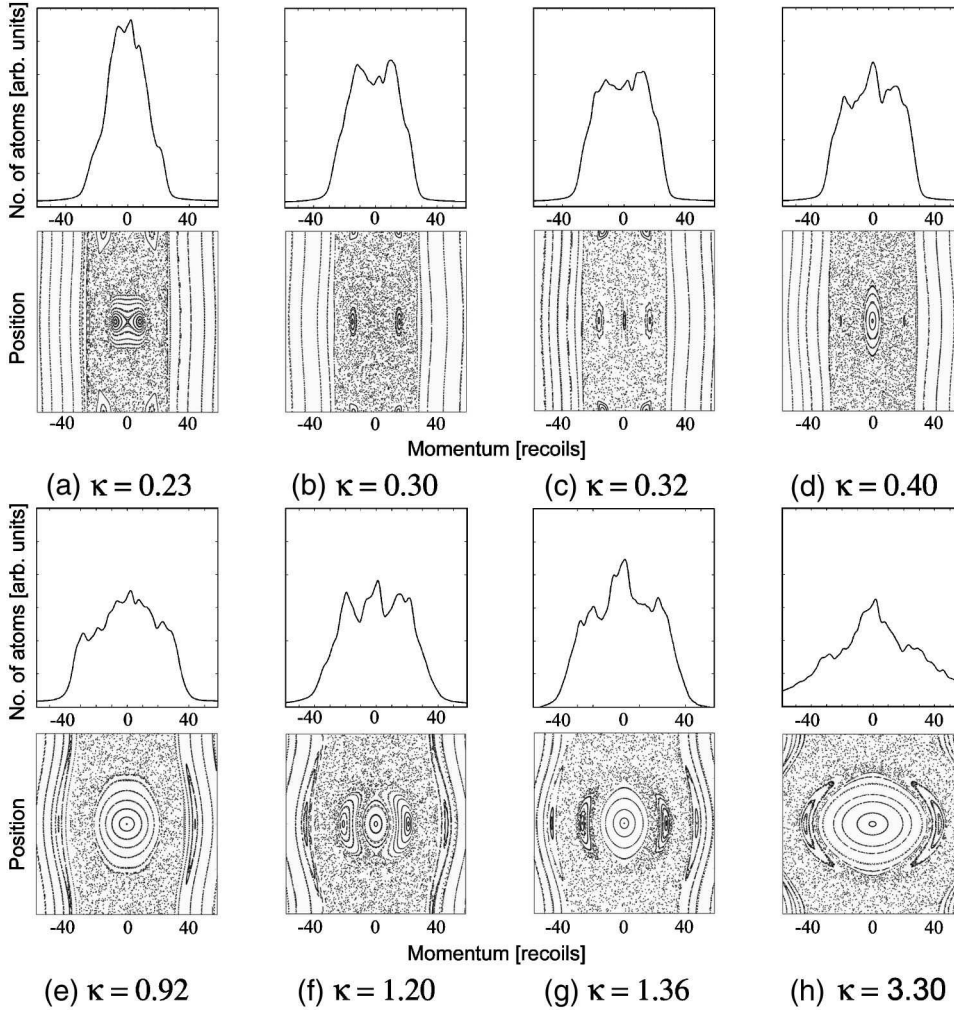 No. of atoms [arb. units]
-40 0 40
-40 0 40
-40 0 40
-40 0 40
Position
-40 0 40
-40 0 40
-40 0 40
-40 0 40
Momentum [recoils]
(a) κ = 0.23
(b) κ = 0.30
(c) κ = 0.32
(d) κ = 0.40
No. of atoms [arb. units]
-40 0 40
-40 0 40
-40 0 40
-40 0 40
Position
-40 0 40
-40 0 40
-40 0 40
-40 0 40
Momentum [recoils]
(e) κ = 0.92
(f) κ = 1.20
(g) κ = 1.36
(h) κ = 3.30